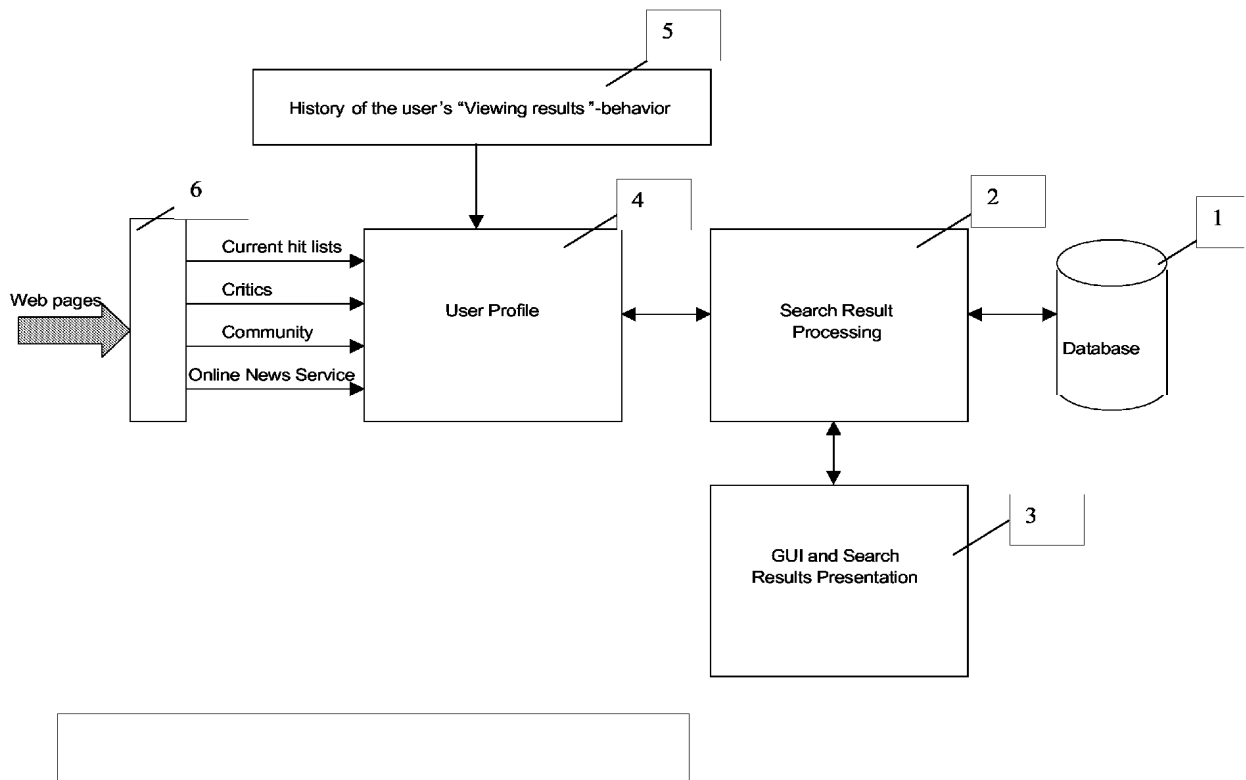 5
History of the user's "Viewing results"-behavior
6
4
2
1
Current hit lists
Web pages
Critics
User Profile
Search Result
Processing
Community
Database
Online News Service
3
GUI and Search
Results Presentation